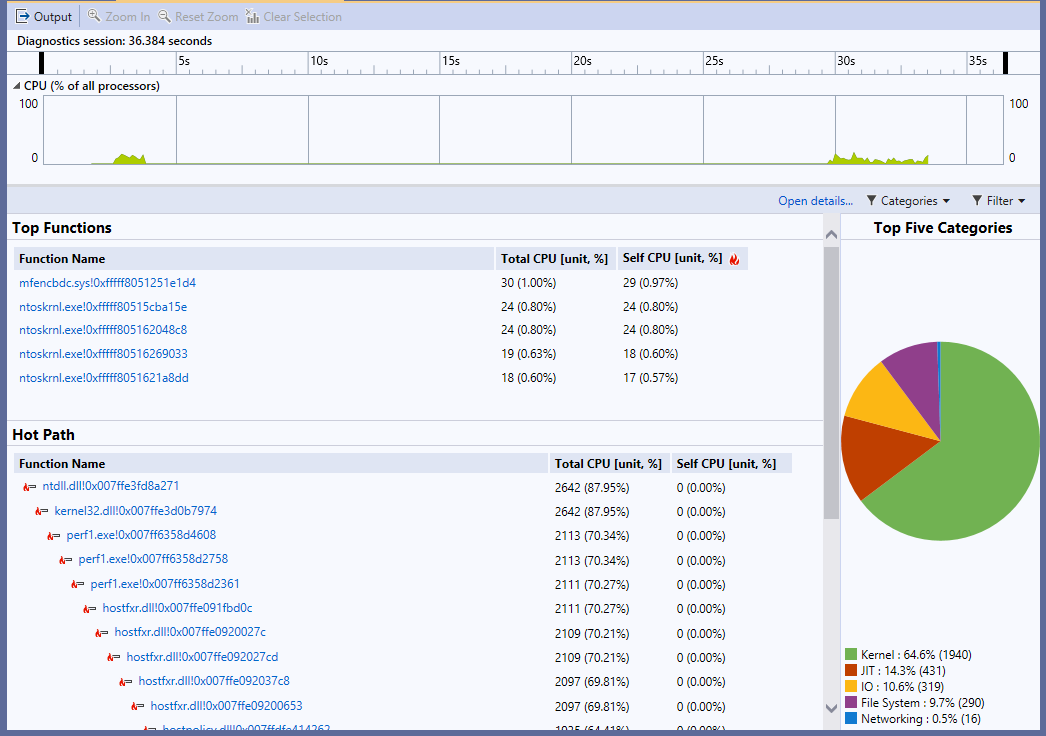 Output Zoom In Reset Zoom Clear Selection
Diagnostics session: 36.384 seconds
5s 10s 15s 20s 25s 30s 35s
CPU (% of all processors)
100 100
0 0
Open details... Categories Filter
Top Functions
Function Name Total CPU [unit, %] Self CPU [unit, %]
mfencbdc.sys!0xfffff8051251e1d4 30 (1.00%) 29 (0.97%)
ntoskrnl.exe!0xfffff80515cba15e 24 (0.80%) 24 (0.80%)
ntoskrnl.exe!0xfffff805162048c8 24 (0.80%) 24 (0.80%)
ntoskrnl.exe!0xfffff80516269033 19 (0.63%) 18 (0.60%)
ntoskrnl.exe!0xfffff8051621a8dd 18 (0.60%) 17 (0.57%)
Hot Path
Function Name Total CPU [unit, %] Self CPU [unit, %]
ntdll.dll!0x007ffe3fd8a271 2642 (87.95%) 0 (0.00%)
kernel32.dll!0x007ffe3d0b7974 2642 (87.95%) 0 (0.00%)
perf1.exe!0x007ff6358d4608 2113 (70.34%) 0 (0.00%)
perf1.exe!0x007ff6358d2758 2113 (70.34%) 0 (0.00%)
perf1.exe!0x007ff6358d2361 2111 (70.27%) 0 (0.00%)
hostfxr.dll!0x007ffe091fbd0c 2111 (70.27%) 0 (0.00%)
hostfxr.dll!0x007ffe0920027c 2109 (70.21%) 0 (0.00%)
hostfxr.dll!0x007ffe092027cd 2109 (70.21%) 0 (0.00%)
hostfxr.dll!0x007ffe092037c8 2097 (69.81%) 0 (0.00%)
hostfxr.dll!0x007ffe09200653 2097 (69.81%) 0 (0.00%)
Top Five Categories
Kernel : 64.6% (1940)
JIT : 14.3% (431)
IO : 10.6% (319)
File System : 9.7% (290)
Networking : 0.5% (16)